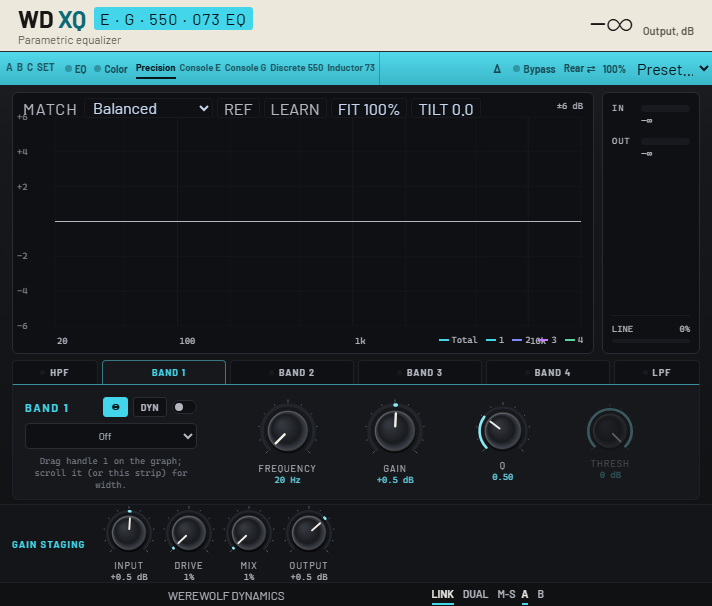 WD XQ E · G · 550 · 073 EQ
Parametric equalizer
—∞ Output, dB
A B C SET EQ Color Precision Console E Console G Discrete 550 Inductor 73 Δ Bypass Rear ⇄ 100% Preset...
MATCH Balanced REF LEARN FIT 100% TILT 0.0 ±6 dB
+6
+4
+2
−2
−4
−6
20 100 1k 10k
Total 1 2 3 4
IN
—∞
OUT
—∞
LINE 0%
HPF BAND 1 BAND 2 BAND 3 BAND 4 LPF
BAND 1 DYN
Off
Drag handle 1 on the graph;
scroll it (or this strip) for
width.
FREQUENCY
20 Hz
GAIN
+0.5 dB
Q
0.50
THRESH
0 dB
GAIN STAGING
INPUT
+0.5 dB
DRIVE
1%
MIX
1%
OUTPUT
+0.5 dB
WEREWOLF DYNAMICS LINK DUAL M-S A B